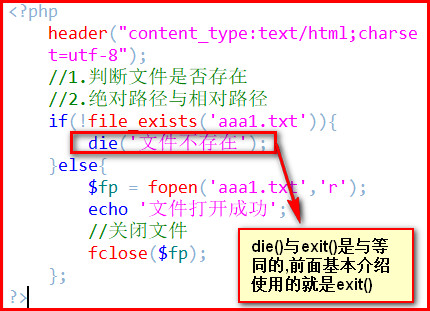 <?php
header("content_type:text/html;charse
t=utf-8");
//1.判断文件是否存在
//2.绝对路径与相对路径
if(!file_exists('aaa1.txt')){
die('文件不存在');
}else{
$fp = fopen('aaa1.txt','r');
echo '文件打开成功';
//关闭文件
fclose($fp);
};
?>
die()与exit()是与等
同的,前面基本介绍
使用的就是exit()